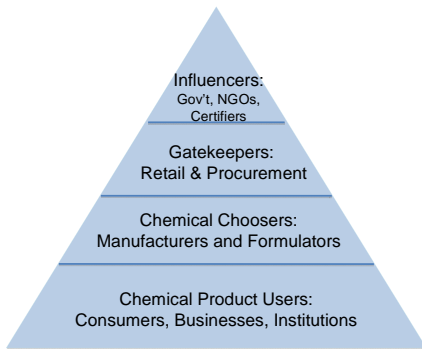 Influencers:
Gov't, NGOs,
Certifiers
Gatekeepers:
Retail & Procurement
Chemical Choosers:
Manufacturers and Formulators
Chemical Product Users:
Consumers, Businesses, Institutions